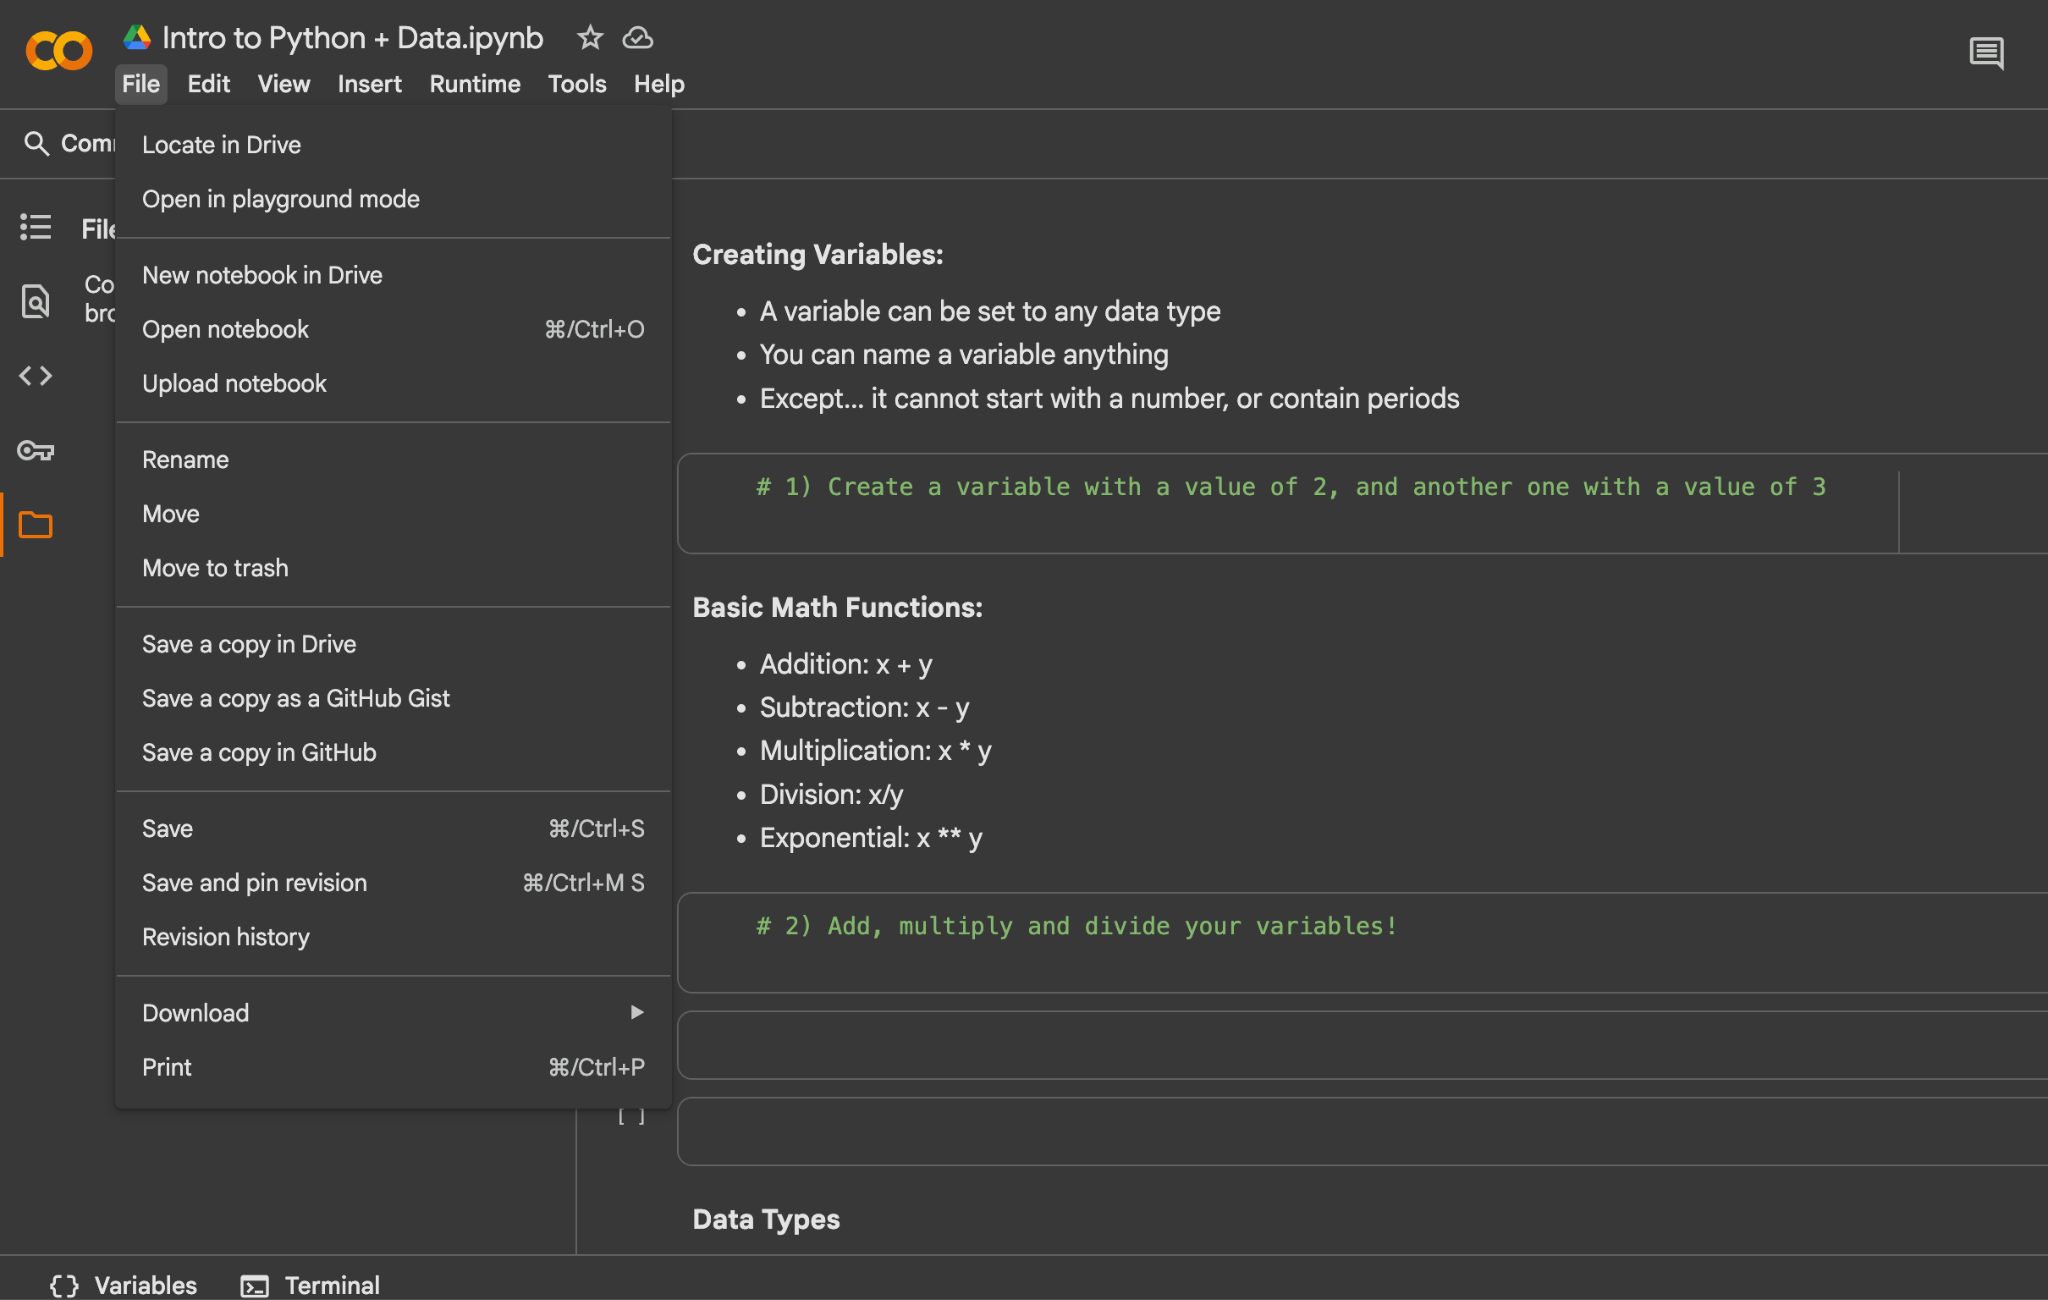 Intro to Python + Data.ipynb
File Edit View Insert Runtime Tools Help
Locate in Drive
Open in playground mode
New notebook in Drive
Open notebook ⌘/Ctrl+O
Upload notebook
Rename
Move
Move to trash
Save a copy in Drive
Save a copy as a GitHub Gist
Save a copy in GitHub
Save ⌘/Ctrl+S
Save and pin revision ⌘/Ctrl+M S
Revision history
Download
Print ⌘/Ctrl+P
Creating Variables:
• A variable can be set to any data type
• You can name a variable anything
• Except... it cannot start with a number, or contain periods
# 1) Create a variable with a value of 2, and another one with a value of 3
Basic Math Functions:
• Addition: x + y
• Subtraction: x - y
• Multiplication: x * y
• Division: x/y
• Exponential: x ** y
# 2) Add, multiply and divide your variables!
[ ]
Data Types
{} Variables
Terminal